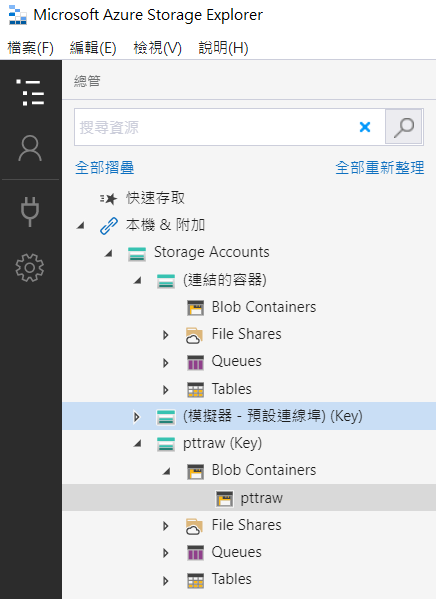 Microsoft Azure Storage Explorer
檔案(F) 編輯(E) 檢視(V) 說明(H)
總管
搜尋資源
全部摺疊 全部重新整理
快速存取
本機 & 附加
Storage Accounts
(連結的容器)
Blob Containers
File Shares
Queues
Tables
(模擬器 - 預設連線埠) (Key)
pttraw (Key)
Blob Containers
pttraw
File Shares
Queues
Tables